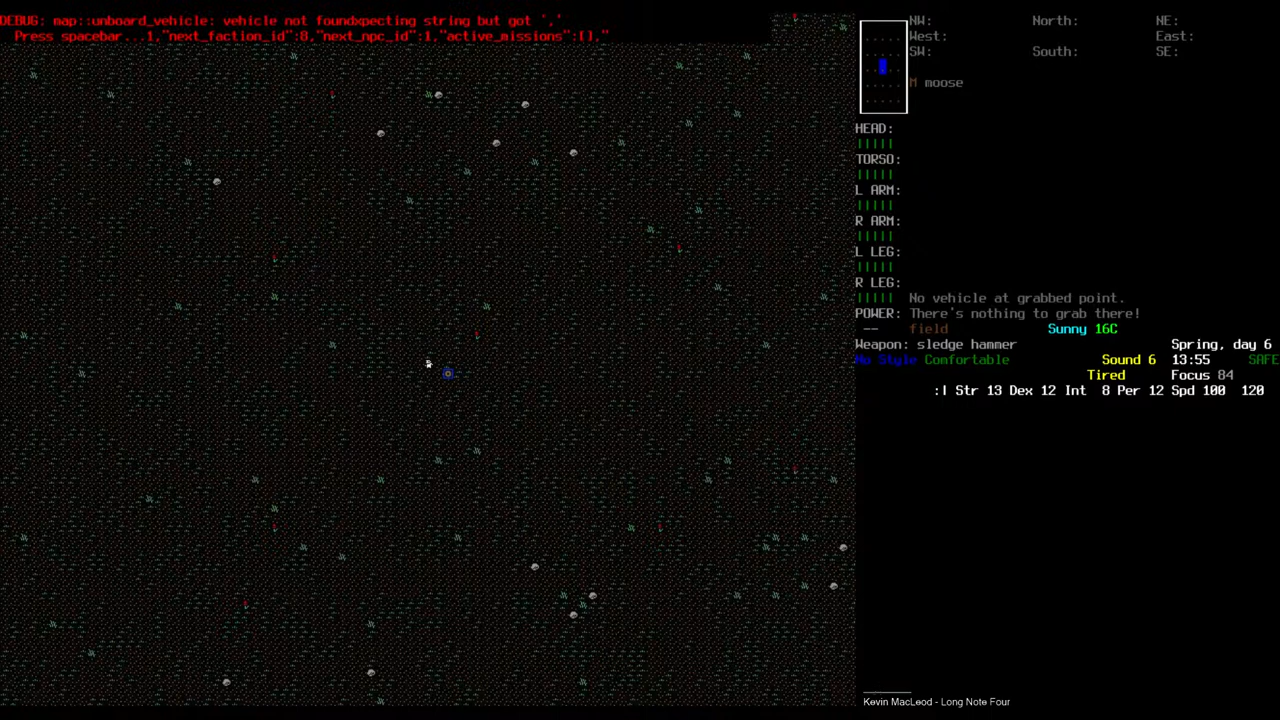 DEBUG: map::unboard_vehicle: vehicle not foundxpecting string but got ','
Press spacebar...1,"next_faction_id":8,"next_npc_id":1,"active_missions":[],"
NW: North: NE:
West: East:
SW: South: SE:
M moose
HEAD:
|||||
TORSO:
|||||
L ARM:
|||||
R ARM:
|||||
L LEG:
|||||
R LEG:
||||| No vehicle at grabbed point.
POWER: There's nothing to grab there!
-- field Sunny 16C
Weapon: sledge hammer Spring, day 6
No Style Comfortable Sound 6 13:55 SAFE
Tired Focus 84
:| Str 13 Dex 12 Int 8 Per 12 Spd 100 120
Kevin MacLeod - Long Note Four